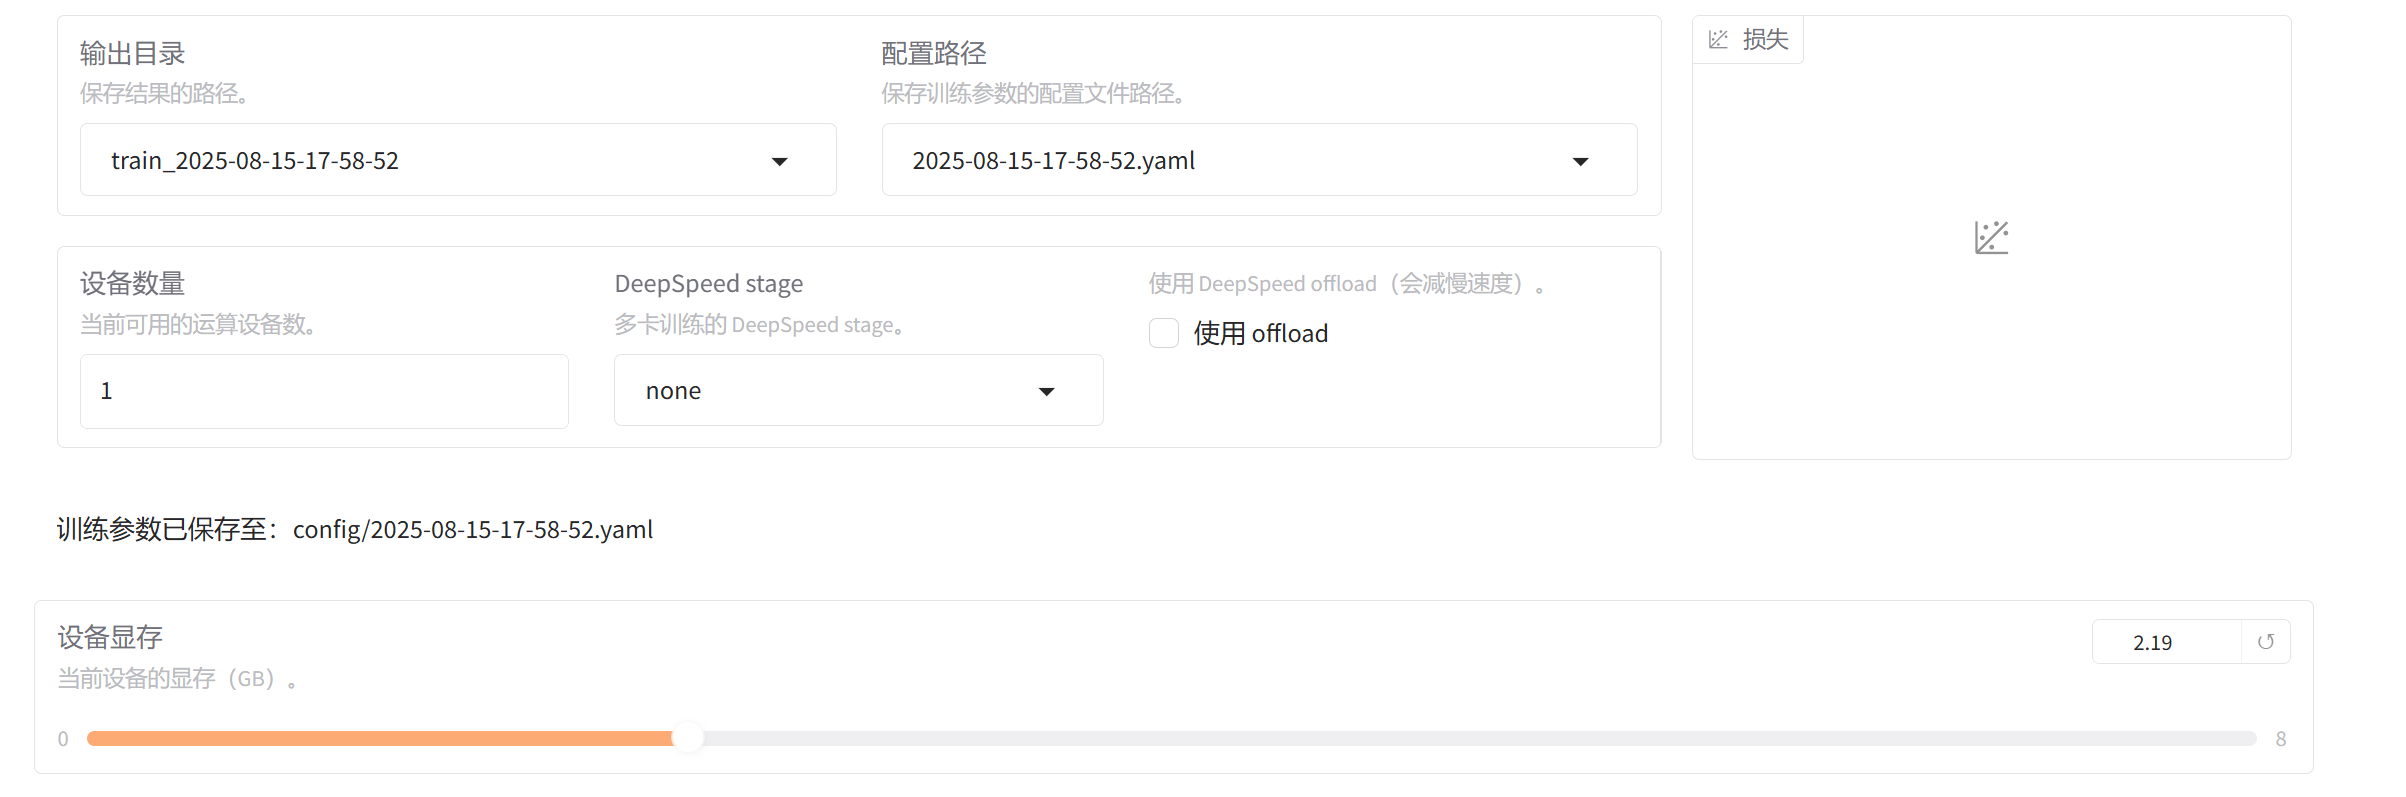 输出目录
保存结果的路径。
train_2025-08-15-17-58-52
配置路径
保存训练参数的配置文件路径。
2025-08-15-17-58-52.yaml
损失
设备数量
当前可用的运算设备数。
1
DeepSpeed stage
多卡训练的 DeepSpeed stage。
none
使用 DeepSpeed offload（会减慢速度）。
使用 offload
训练参数已保存至：config/2025-08-15-17-58-52.yaml
设备显存
当前设备的显存（GB）。
2.19
0
8